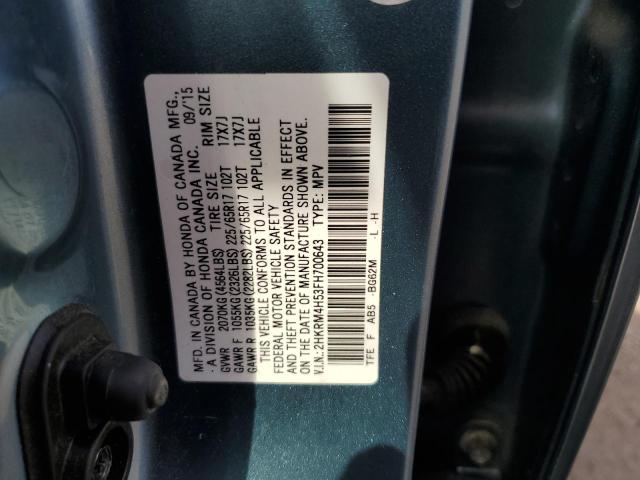 MFD. IN CANADA BY HONDA OF CANADA MFG.,
· A DIVISION OF HONDA CANADA INC. 09/'15
GVWR 2070KG(4564LBS) TIRE SIZE RIM SIZE
GAWR F 1055KG(2326LBS) 225/65R17 102T 17X7J
GAWR R 1035KG(2282LBS) 225/65R17 102T 17X7J
THIS VEHICLE CONFORMS TO ALL APPLICABLE
FEDERAL MOTOR VEHICLE SAFETY
AND THEFT PREVENTION STANDARDS IN EFFECT
ON THE DATE OF MANUFACTURE SHOWN ABOVE.
V.I.N.: 2HKRM4H53FH700643 TYPE: MPV
TFE F AB5 -BG62M -L -H